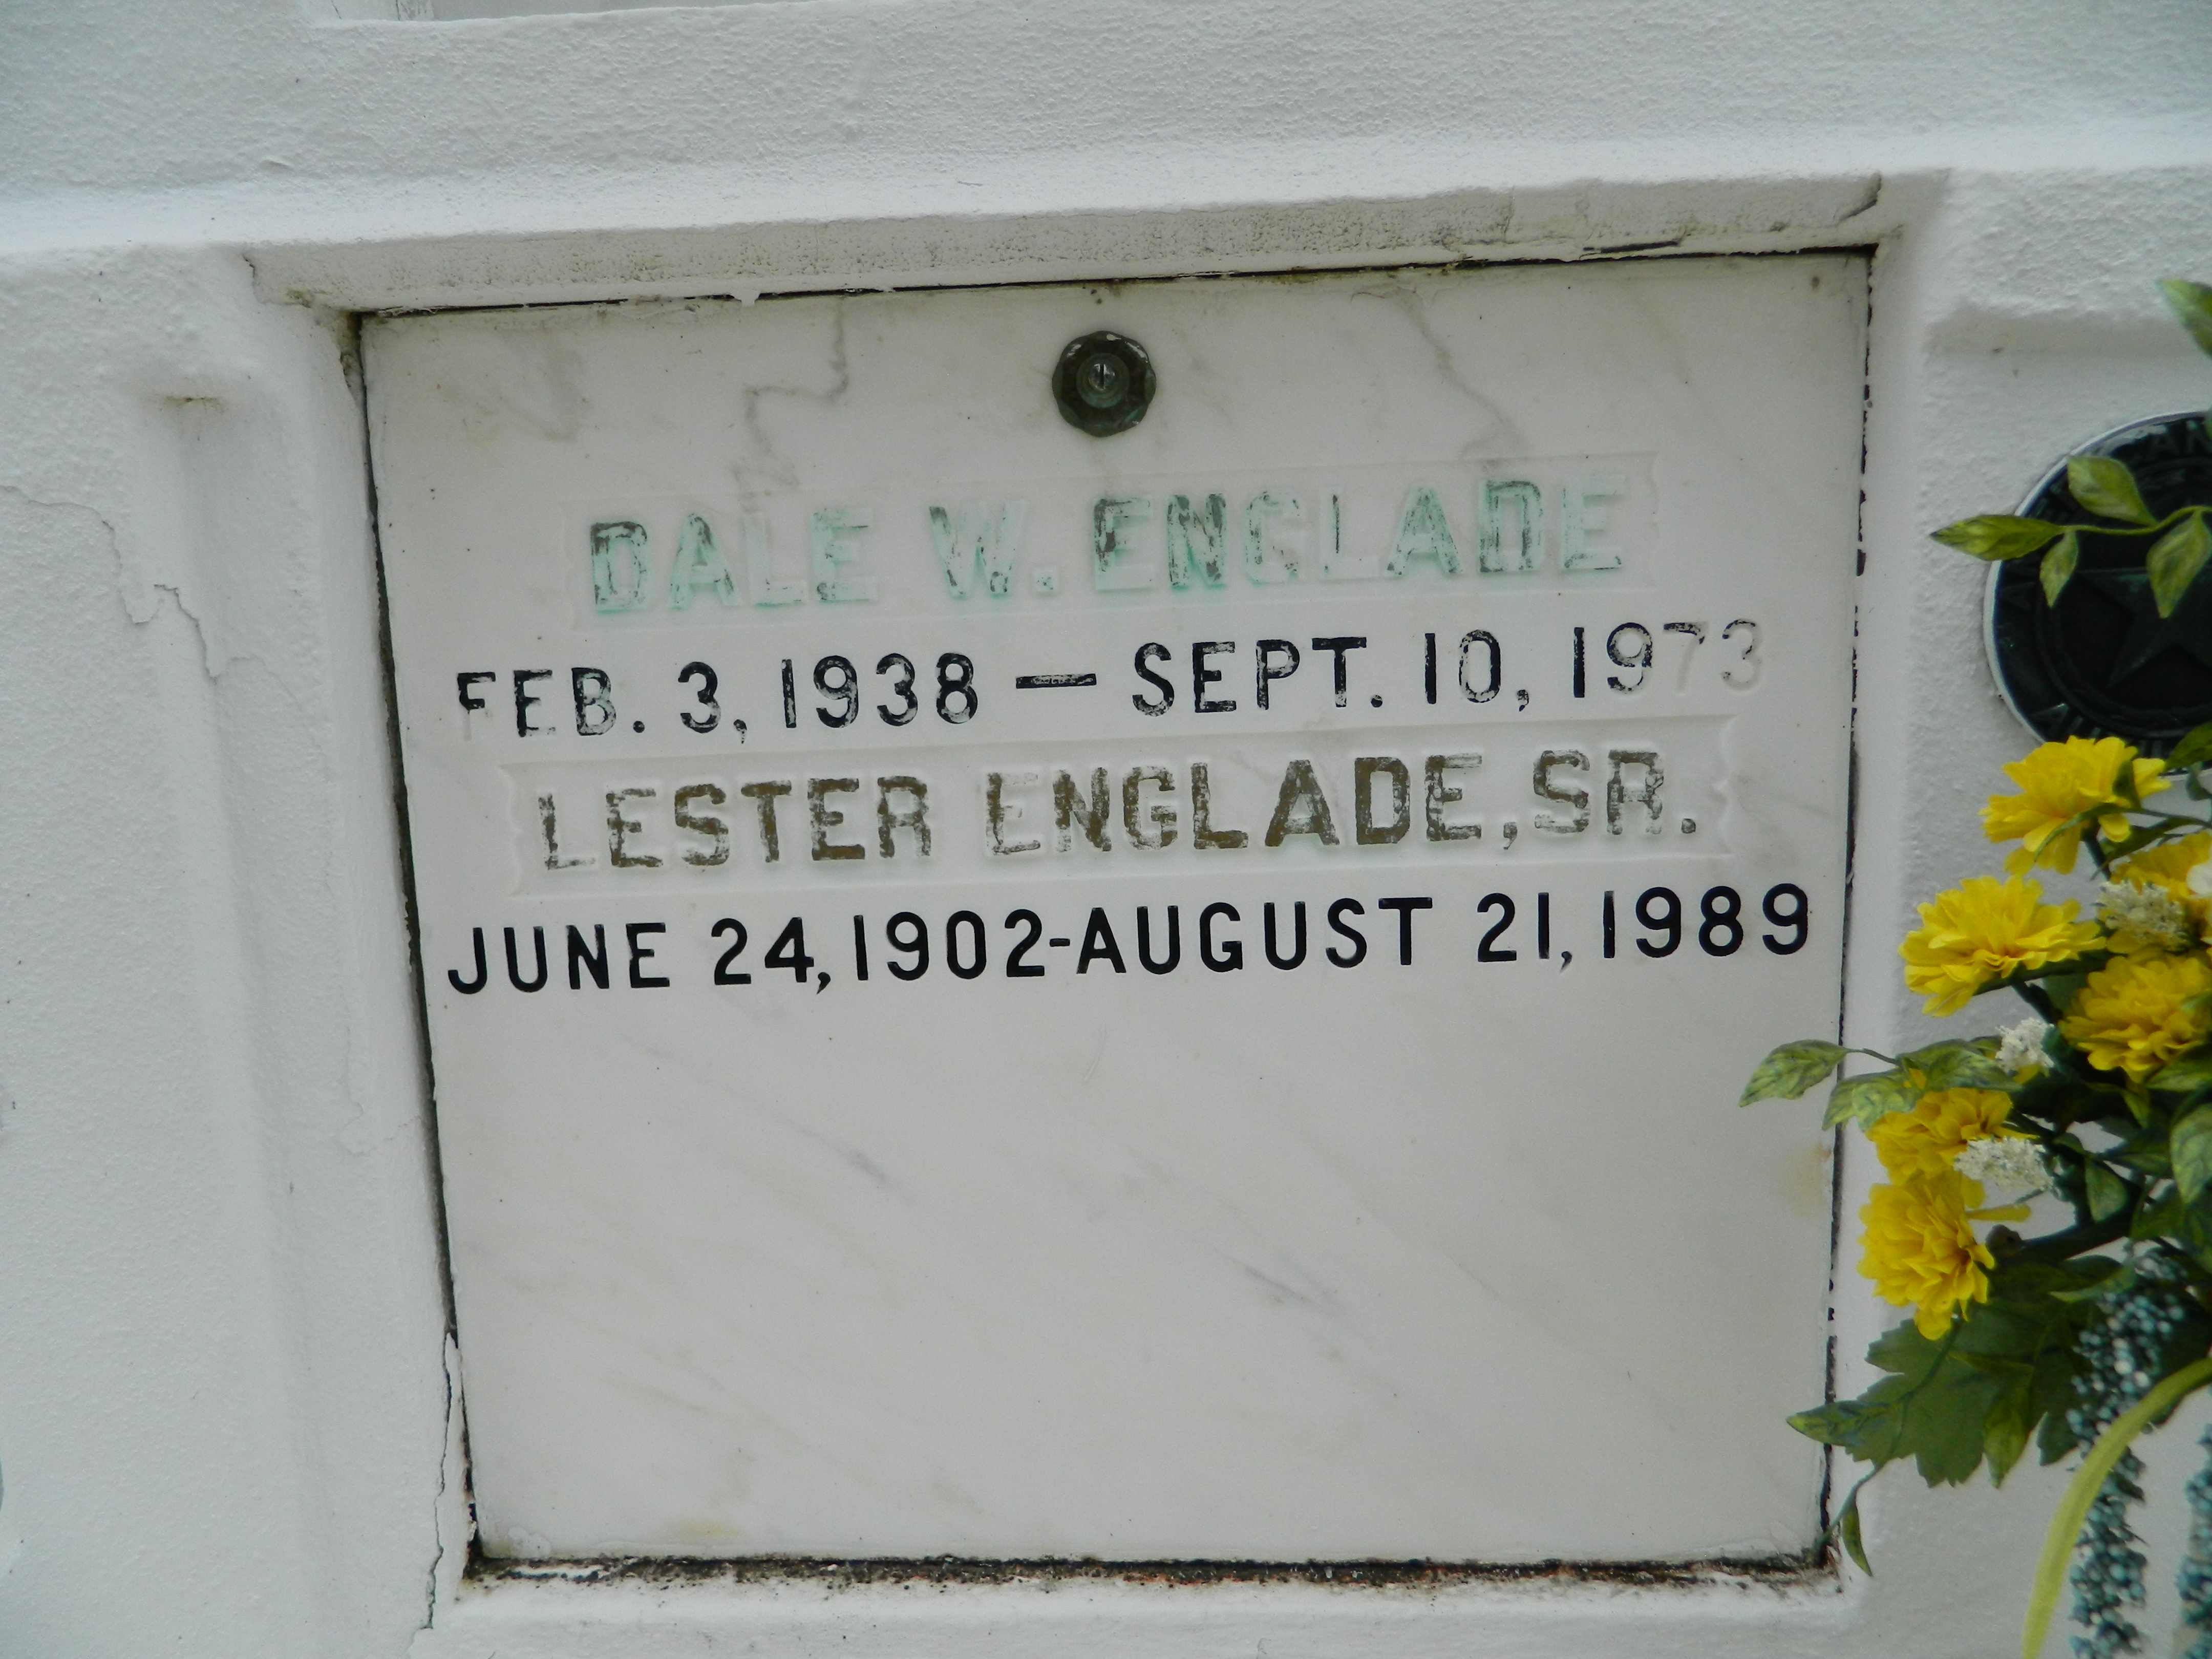 DALE W. ENGLADE
FEB. 3, 1938 — SEPT. 10, 1973
LESTER ENGLADE, SR.
JUNE 24, 1902-AUGUST 21, 1989